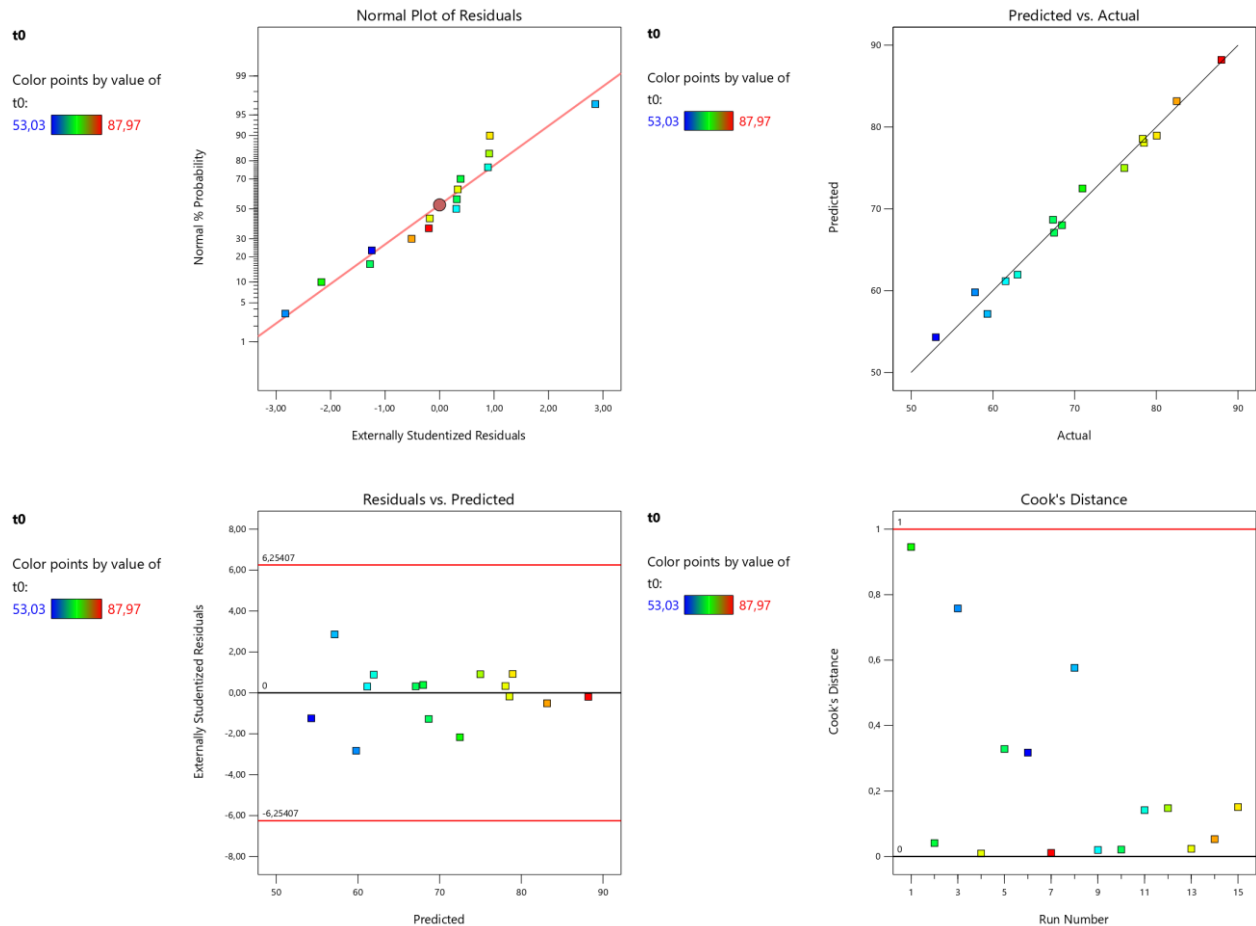 Normal Plot of Residuals
t0
Color points by value of
t0:
53,03 87,97
Normal % Probability
99
95
90
80
70
50
30
20
10
5
1
-3,00 -2,00 -1,00 0,00 1,00 2,00 3,00
Externally Studentized Residuals
Predicted vs. Actual
t0
Color points by value of
t0:
53,03 87,97
Predicted
90
80
70
60
50
50 60 70 80 90
Actual
Residuals vs. Predicted
t0
Color points by value of
t0:
53,03 87,97
Externally Studentized Residuals
8,00
6,25407
6,00
4,00
2,00
0
0,00
-2,00
-4,00
-6,25407
-6,00
-8,00
50 60 70 80 90
Predicted
Cook's Distance
t0
Color points by value of
t0:
53,03 87,97
Cook's Distance
1
1
0,8
0,6
0,4
0,2
0
0
1 3 5 7 9 11 13 15
Run Number